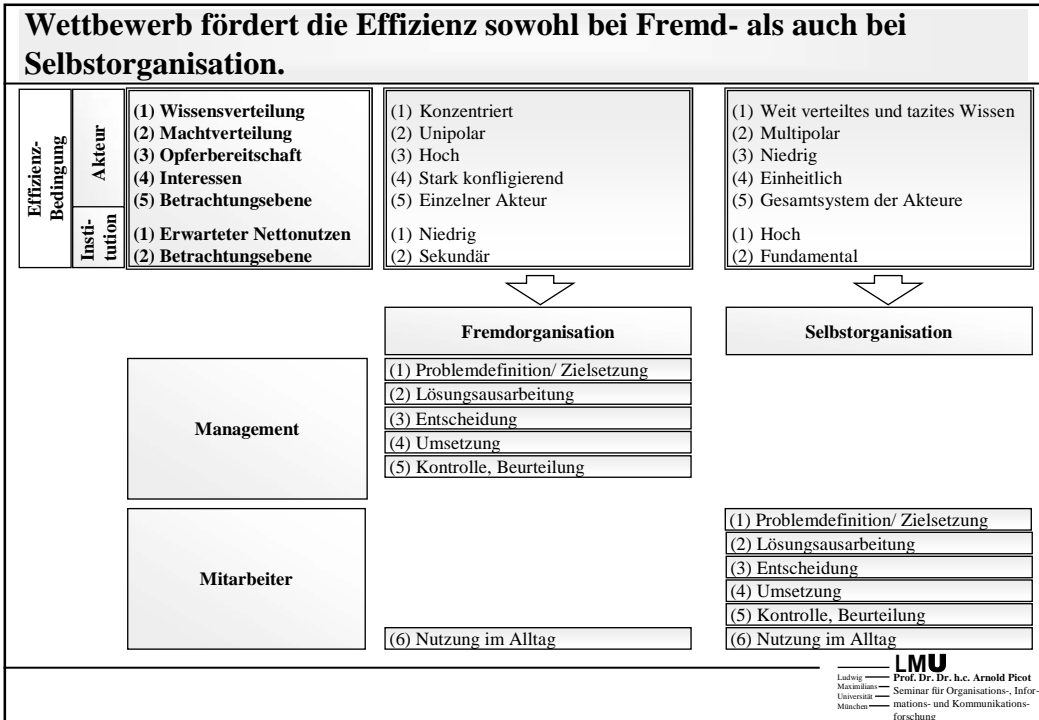 Wettbewerb fördert die Effizienz sowohl bei Fremd- als auch bei
Selbstorganisation.
Effizienz-
Bedingung
Akteur
(1) Wissensverteilung
(2) Machtverteilung
(3) Opferbereitschaft
(4) Interessen
(5) Betrachtungsebene
(1) Konzentriert
(2) Unipolar
(3) Hoch
(4) Stark konfligierend
(5) Einzelner Akteur
(1) Weit verteiltes und tazites Wissen
(2) Multipolar
(3) Niedrig
(4) Einheitlich
(5) Gesamtsystem der Akteure
Insti-
tution
(1) Erwarteter Nettonutzen
(2) Betrachtungsebene
(1) Niedrig
(2) Sekundär
(1) Hoch
(2) Fundamental
Fremdorganisation
Selbstorganisation
Management
(1) Problemdefinition/ Zielsetzung
(2) Lösungsausarbeitung
(3) Entscheidung
(4) Umsetzung
(5) Kontrolle, Beurteilung
Mitarbeiter
(6) Nutzung im Alltag
(1) Problemdefinition/ Zielsetzung
(2) Lösungsausarbeitung
(3) Entscheidung
(4) Umsetzung
(5) Kontrolle, Beurteilung
(6) Nutzung im Alltag
LMU
Ludwig
Maximilians
Universität
München
Prof. Dr. Dr. h.c. Arnold Picot
Seminar für Organisations-, Infor-
mations- und Kommunikations-
forschung